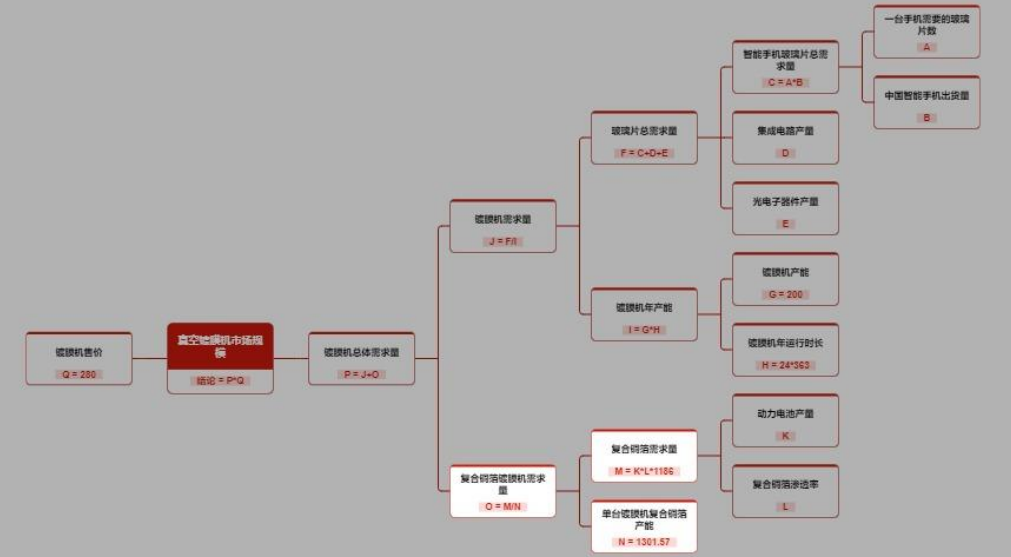 一台手机需要的玻璃
片数
A
智能手机玻璃片总需
求量
C = A*B
中国智能手机出货量
B
玻璃片总需求量
F = C+D+E
集成电路产量
D
光电子器件产量
E
镀膜机需求量
J = F/I
镀膜机产能
G = 200
镀膜机年产能
I = G*H
镀膜机年运行时长
H = 24*363
镀膜机售价
Q = 280
真空镀膜机市场规
模
结论 = P*Q
镀膜机总体需求量
P = J+O
动力电池产量
K
复合铜箔需求量
M = K*L*1186
复合铜箔镀膜机需求
量
O = M/N
复合铜箔渗透率
L
单台镀膜机复合铜箔
产能
N = 1301.57